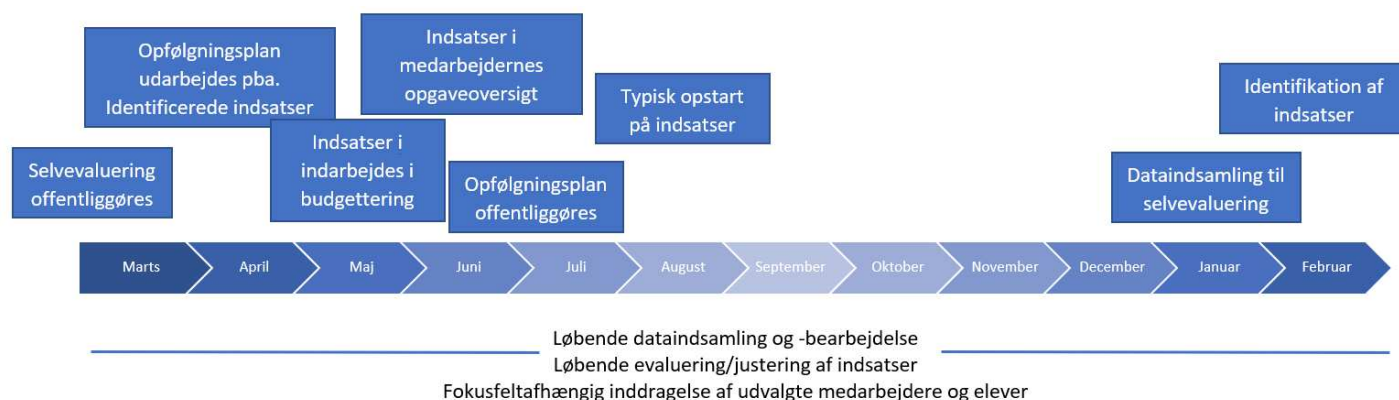 Opfølgningsplan
udarbejdes pba.
Identificerede indsatser
Indsatser i
medarbejdernes
opgaveoversigt
Typisk opstart
på indsatser
Identifikation af
indsatser
Selvevaluering
offentliggøres
Indsatser i
indarbejdes i
budgettering
Opfølgningsplan
offentliggøres
Dataindsamling til
selvevaluering
Marts
April
Maj
Juni
Juli
August
September
Oktober
November
December
Januar
Februar
Løbende dataindsamling og -bearbejdelse
Løbende evaluering/justering af indsatser
Fokusfeltafhængig inddragelse af udvalgte medarbejdere og elever